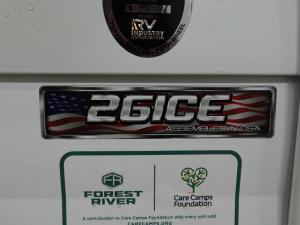 RV
INDUSTRY
ASSOCIATION
26ICE
ASSEMBLED IN USA
FR
FOREST
RIVER
Care Camps
Foundation
A contribution to Care Camps Foundation with every unit sold
CARECAMPS.ORG